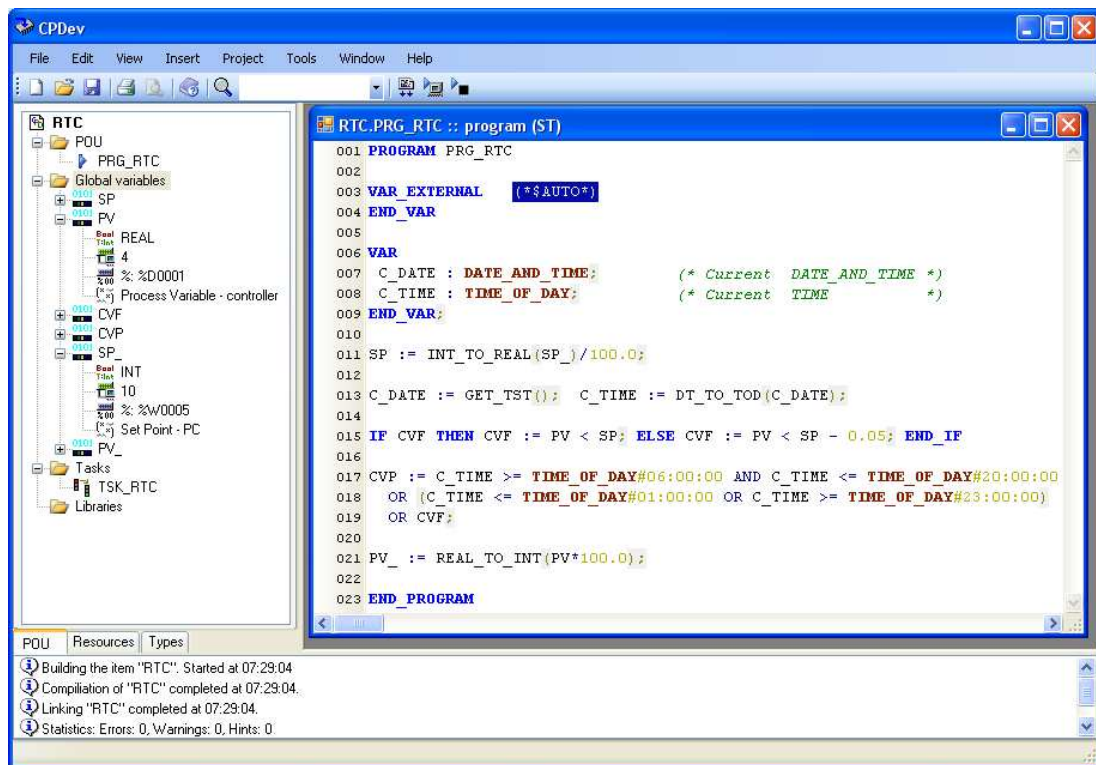 CPDev
File Edit View Insert Project Tools Window Help
RTC
POU
PRG_RTC
Global variables
SP
PV
REAL
4
%: %D0001
Process Variable - controller
CVF
CVP
SP_
INT
10
%: %W0005
Set Point - PC
PV_
Tasks
TSK_RTC
Libraries
POU Resources Types
RTC.PRG_RTC :: program (ST)
001 PROGRAM PRG_RTC
002
003 VAR_EXTERNAL (*$AUTO*)
004 END_VAR
005
006 VAR
007 C_DATE : DATE_AND_TIME; (* Current DATE_AND_TIME *)
008 C_TIME : TIME_OF_DAY; (* Current TIME *)
009 END_VAR;
010
011 SP := INT_TO_REAL(SP_)/100.0;
012
013 C_DATE := GET_TST(); C_TIME := DT_TO_TOD(C_DATE);
014
015 IF CVF THEN CVF := PV < SP; ELSE CVF := PV < SP - 0.05; END_IF
016
017 CVP := C_TIME >= TIME_OF_DAY#06:00:00 AND C_TIME <= TIME_OF_DAY#20:00:00
018 OR (C_TIME <= TIME_OF_DAY#01:00:00 OR C_TIME >= TIME_OF_DAY#23:00:00)
019 OR CVF;
020
021 PV_ := REAL_TO_INT(PV*100.0);
022
023 END_PROGRAM
Building the item "RTC". Started at 07:29:04
Compiliation of "RTC" completed at 07:29:04.
Linking "RTC" completed at 07:29:04.
Statistics: Errors: 0, Warnings: 0, Hints: 0